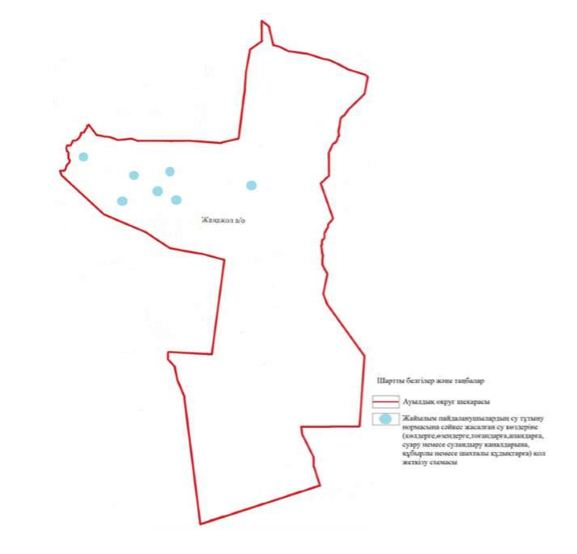 Жаңажол а/о
Шартты белгілер және таңбалар
Ауылдық округ шекарасы
Жайылым пайдаланушылардың су тұтыну
нормасына сәйкес жасалған су көздеріне
(көлдерге,өзендерге,тоғандарға,апандарға,
суару немесе суландыру каналдарына,
құбырлы немесе шахталы құдықтарға) қол
жеткізу схемасы